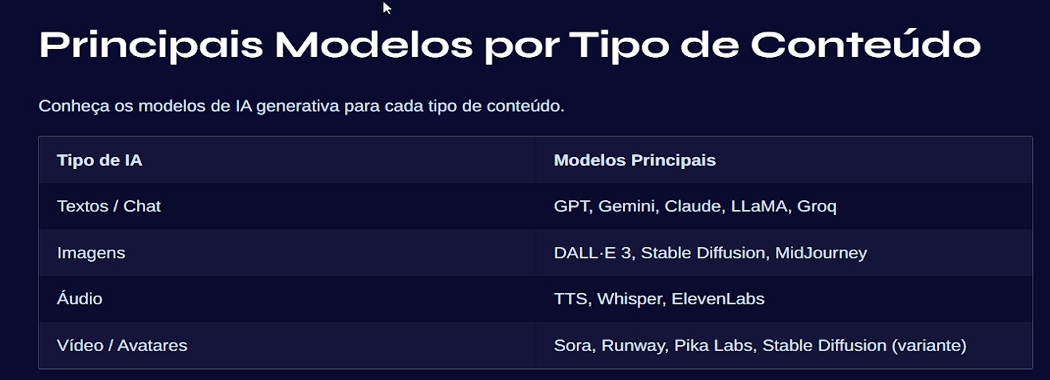 Principais Modelos por Tipo de Conteúdo
Conheça os modelos de IA generativa para cada tipo de conteúdo.
Tipo de IA Modelos Principais
Textos / Chat GPT, Gemini, Claude, LLaMA, Groq
Imagens DALL·E 3, Stable Diffusion, MidJourney
Áudio TTS, Whisper, ElevenLabs
Vídeo / Avatares Sora, Runway, Pika Labs, Stable Diffusion (variante)